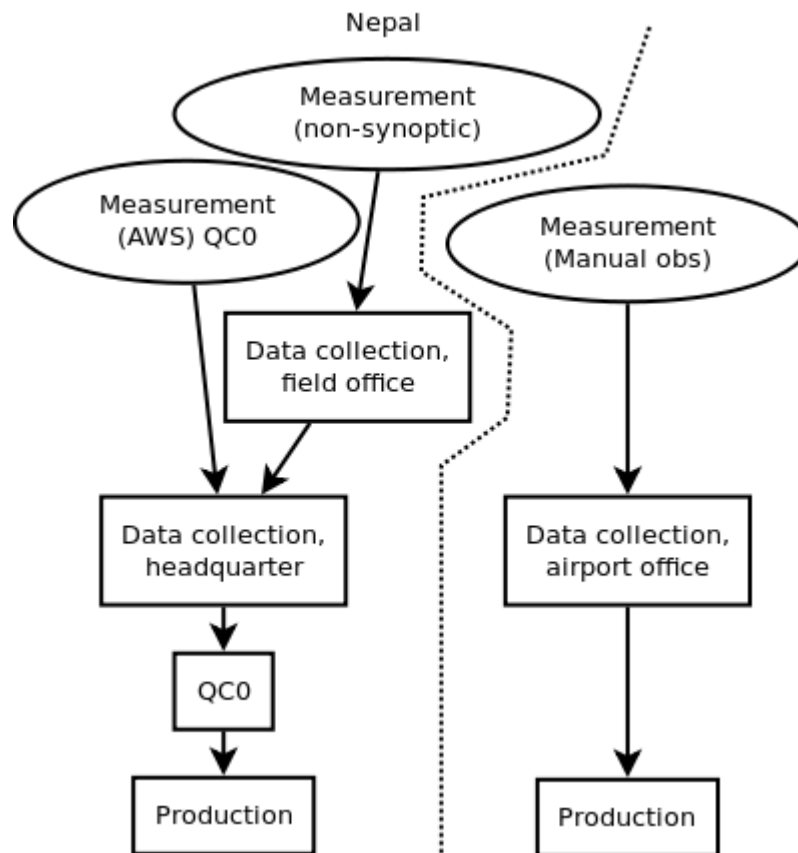 Nepal
Measurement
(non-synoptic)
Measurement
(AWS) QC0
Measurement
(Manual obs)
Data collection,
field office
Data collection,
headquarter
Data collection,
airport office
QC0
Production
Production